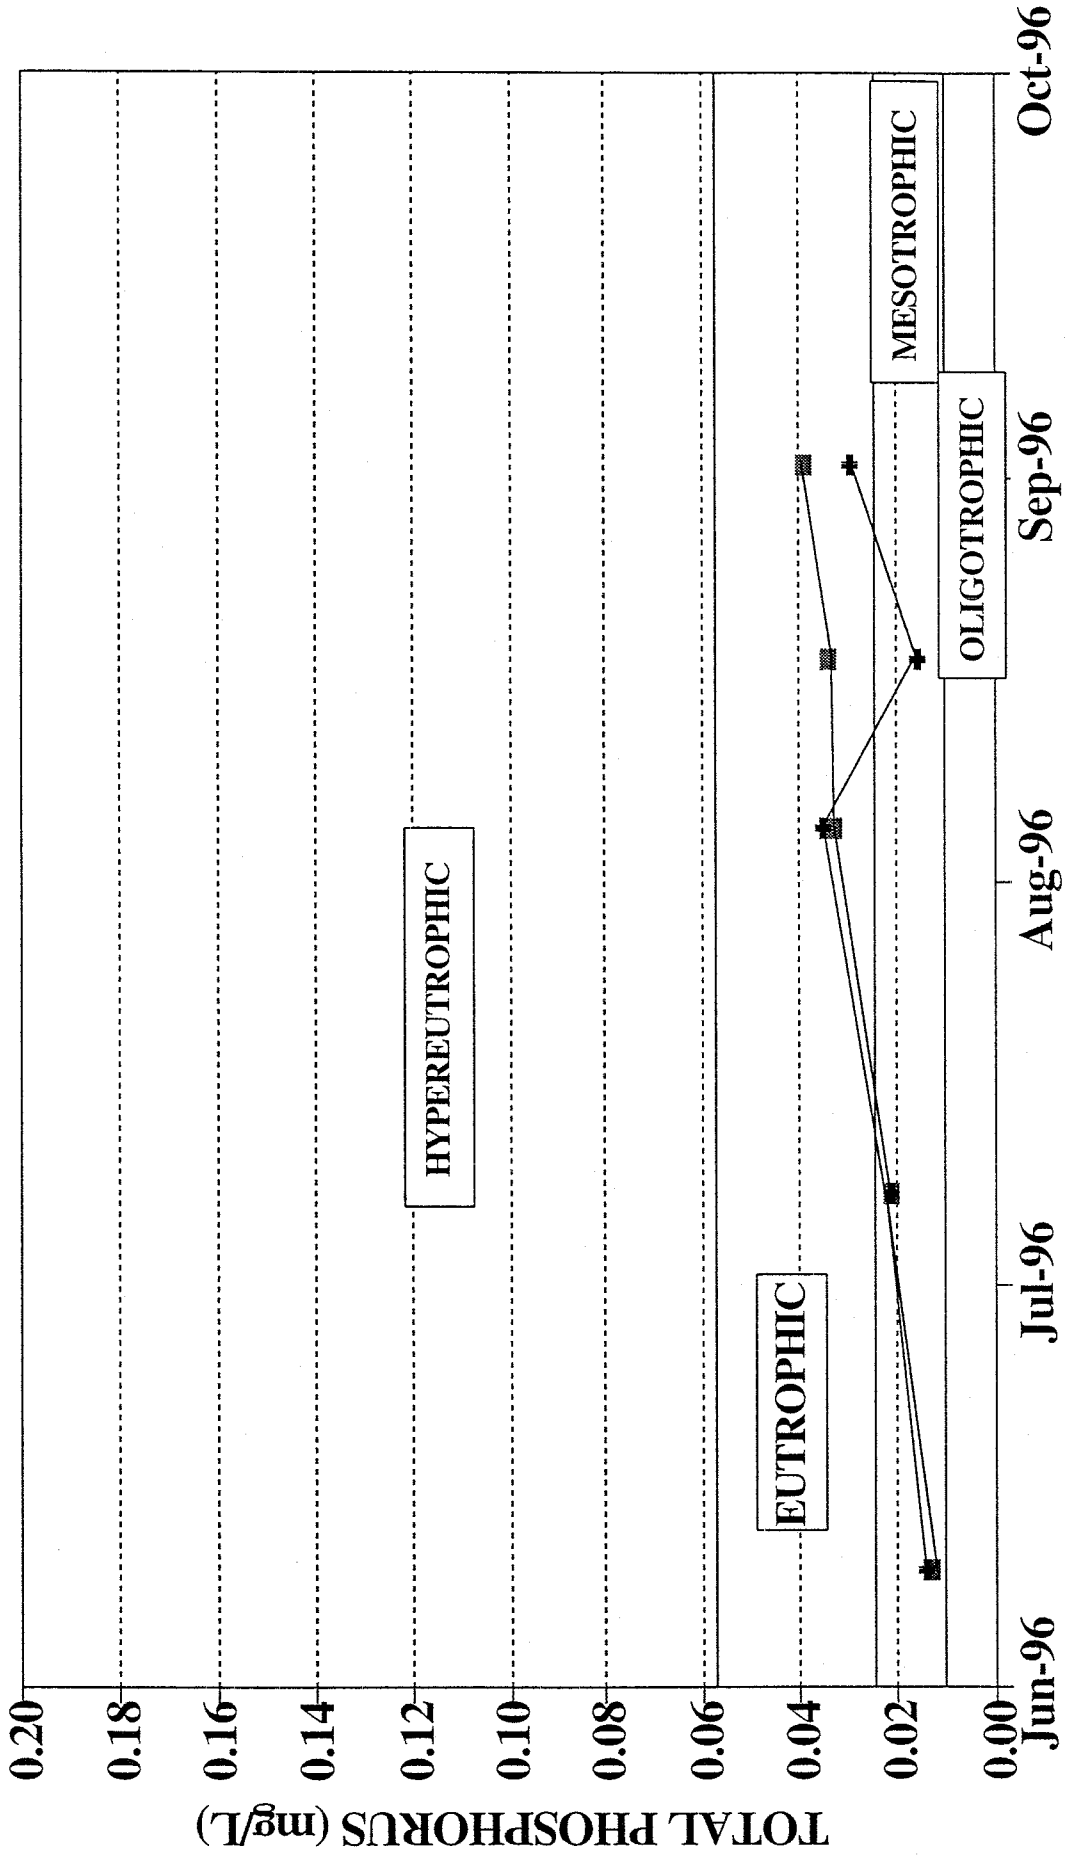 TOTAL PHOSPHORUS (mg/L)
0.20
0.18
0.16
0.14
0.12
0.10
0.08
0.06
0.04
0.02
0.00
HYPEREUTROPHIC
EUTROPHIC
MESOTROPHIC
OLIGOTROPHIC
Jun-96
Jul-96
Aug-96
Sep-96
Oct-96